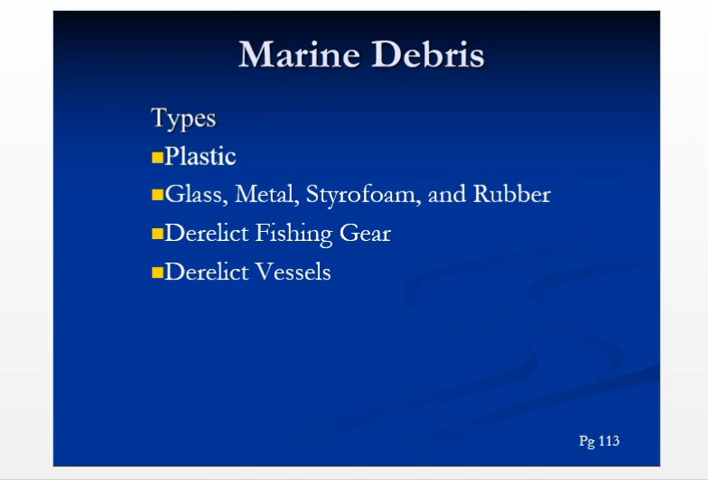 Marine Debris
Types
Plastic
Glass, Metal, Styrofoam, and Rubber
Derelict Fishing Gear
Derelict Vessels
Pg 113